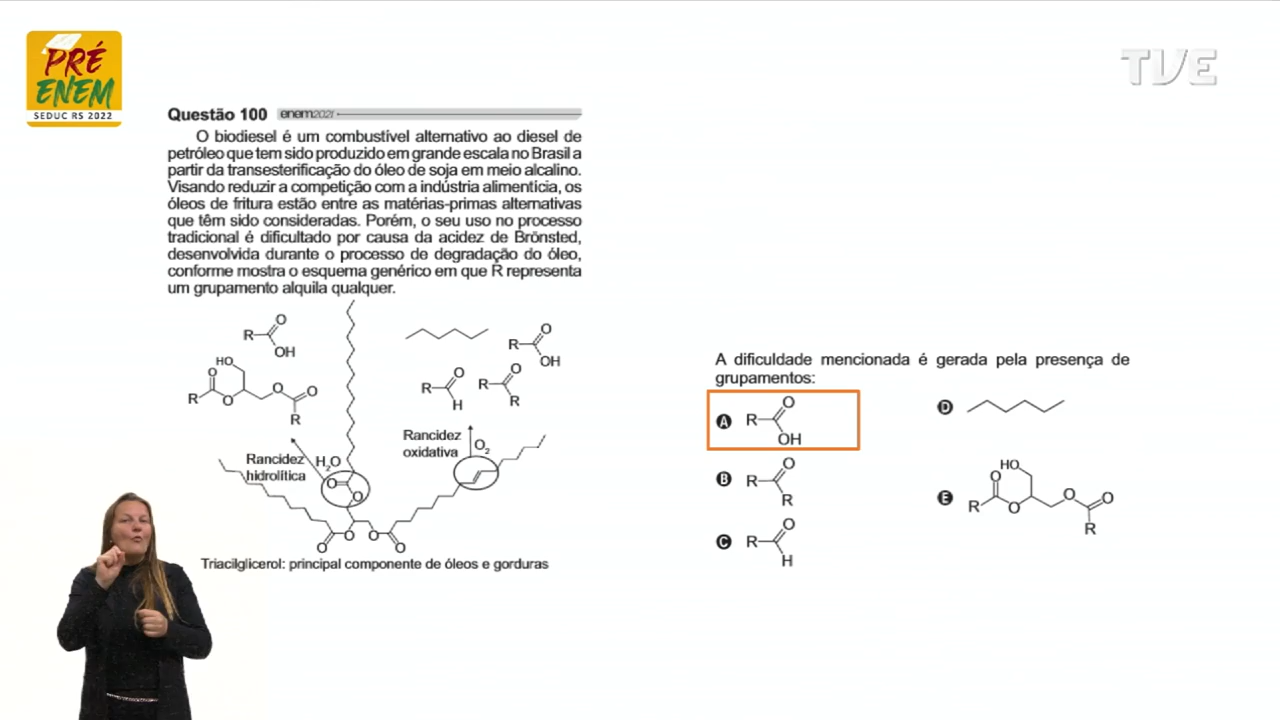 PRÉ
ENEM
SEDUC RS 2022
TVE
Questão 100 enem2021
O biodiesel é um combustível alternativo ao diesel de
petróleo que tem sido produzido em grande escala no Brasil a
partir da transesterificação do óleo de soja em meio alcalino.
Visando reduzir a competição com a indústria alimentícia, os
óleos de fritura estão entre as matérias-primas alternativas
que têm sido consideradas. Porém, o seu uso no processo
tradicional é dificultado por causa da acidez de Brönsted,
desenvolvida durante o processo de degradação do óleo,
conforme mostra o esquema genérico em que R representa
um grupamento alquila qualquer.
R O OH
HO
R O O O O R
R O OH
R O H
R O R
Rancidez
hidrolítica
H₂O
Rancidez
oxidativa
O₂
O O
O O O O
Triacilglicerol: principal componente de óleos e gorduras
A dificuldade mencionada é gerada pela presença de
grupamentos:
A R O OH
B R O R
C R O H
D
E HO R O O O O R